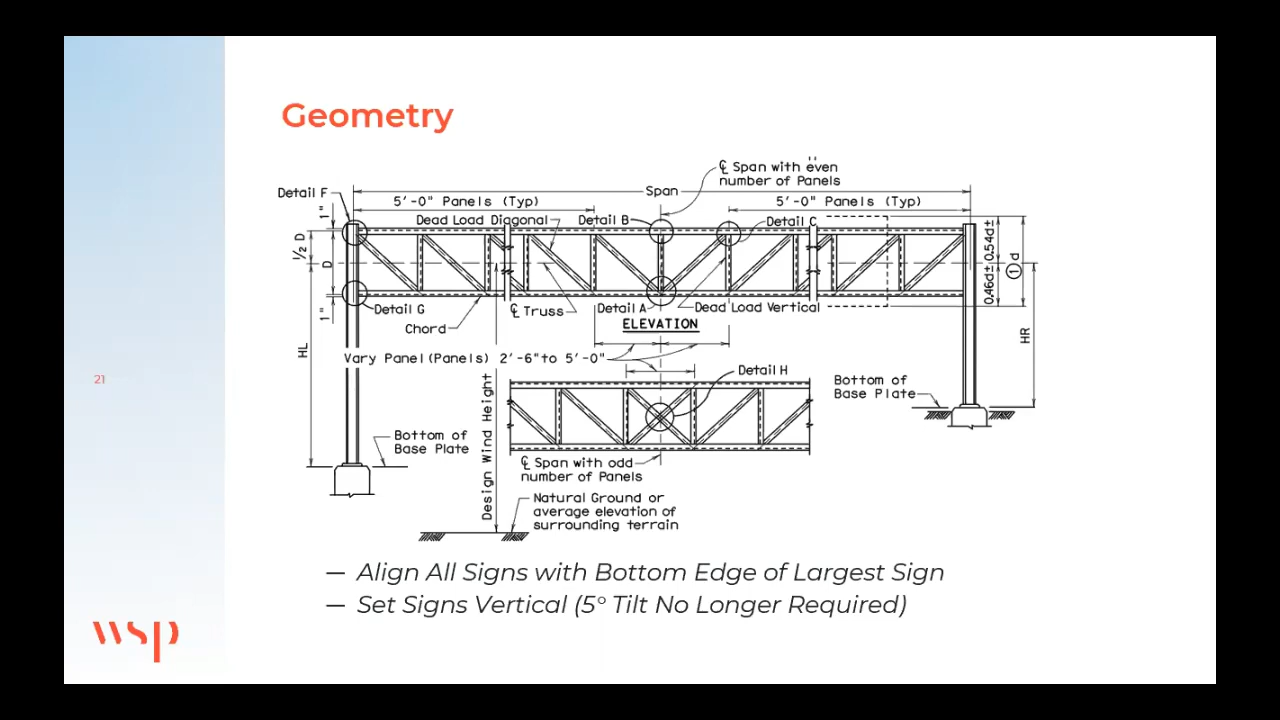 Geometry
℄ Span with even
number of Panels
Detail F
Span
5'-0" Panels (Typ)
5'-0" Panels (Typ)
1"
Dead Load Diagonal
Detail B
Detail C
½ D
D
0.54d±
0.46d±
1
d
1"
Detail G
Chord
℄ Truss
Detail A
Dead Load Vertical
ELEVATION
HL
HR
Vary Panel (Panels) 2'-6" to 5'-0"
Detail H
Bottom of
Base Plate
21
Design Wind Height
Bottom of
Base Plate
℄ Span with odd
number of Panels
Natural Ground or
average elevation of
surrounding terrain
— Align All Signs with Bottom Edge of Largest Sign
— Set Signs Vertical (5° Tilt No Longer Required)
wsp